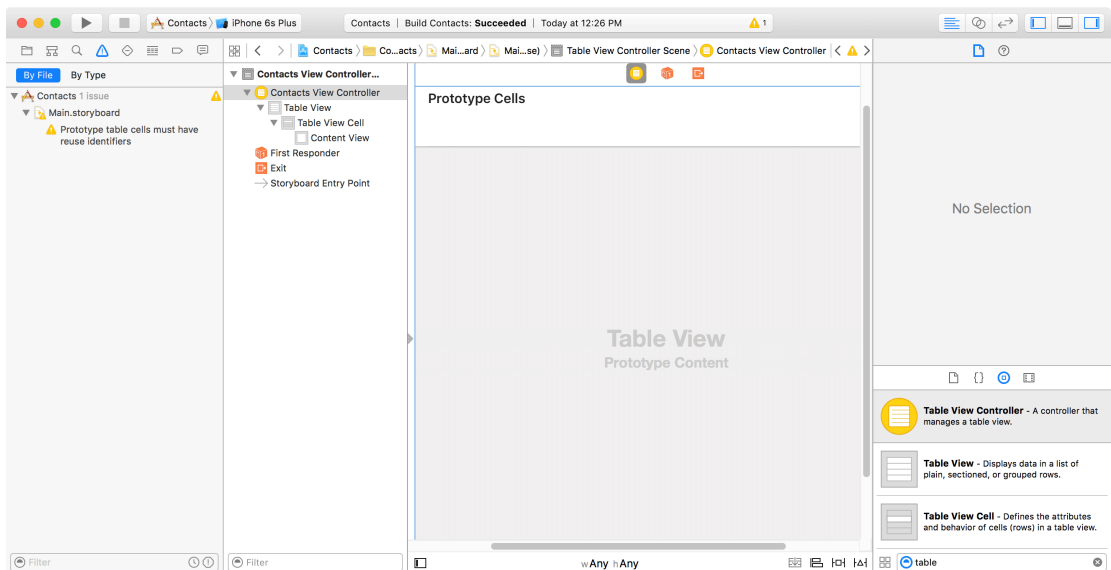 Contacts iPhone 6s Plus
Contacts | Build Contacts: Succeeded | Today at 12:26 PM
1
Contacts Co...acts Mai...ard Mai...se) Table View Controller Scene Contacts View Controller
By File By Type
Contacts 1 issue
Main.storyboard
Prototype table cells must have
reuse identifiers
Filter
Contacts View Controller...
Contacts View Controller
Table View
Table View Cell
Content View
First Responder
Exit
Storyboard Entry Point
Filter
Prototype Cells
Table View
Prototype Content
wAny hAny
No Selection
Table View Controller - A controller that
manages a table view.
Table View - Displays data in a list of
plain, sectioned, or grouped rows.
Table View Cell - Defines the attributes
and behavior of cells (rows) in a table view.
table